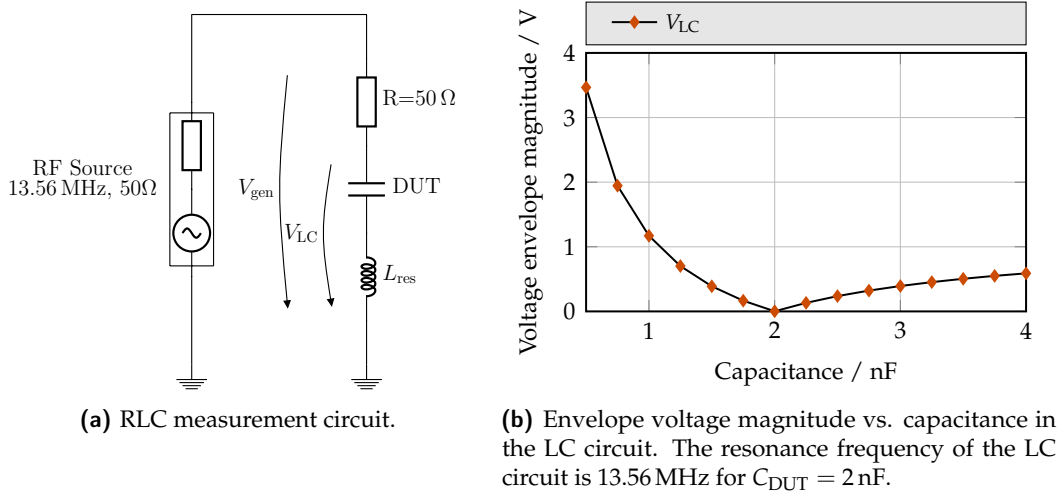 RF Source
13.56 MHz, 50Ω
V_gen
V_LC
R=50 Ω
DUT
L_res
(a) RLC measurement circuit.
V_LC
Voltage envelope magnitude / V
4
3
2
1
0
1
2
3
4
Capacitance / nF
(b) Envelope voltage magnitude vs. capacitance in
the LC circuit. The resonance frequency of the LC
circuit is 13.56 MHz for C_DUT = 2 nF.